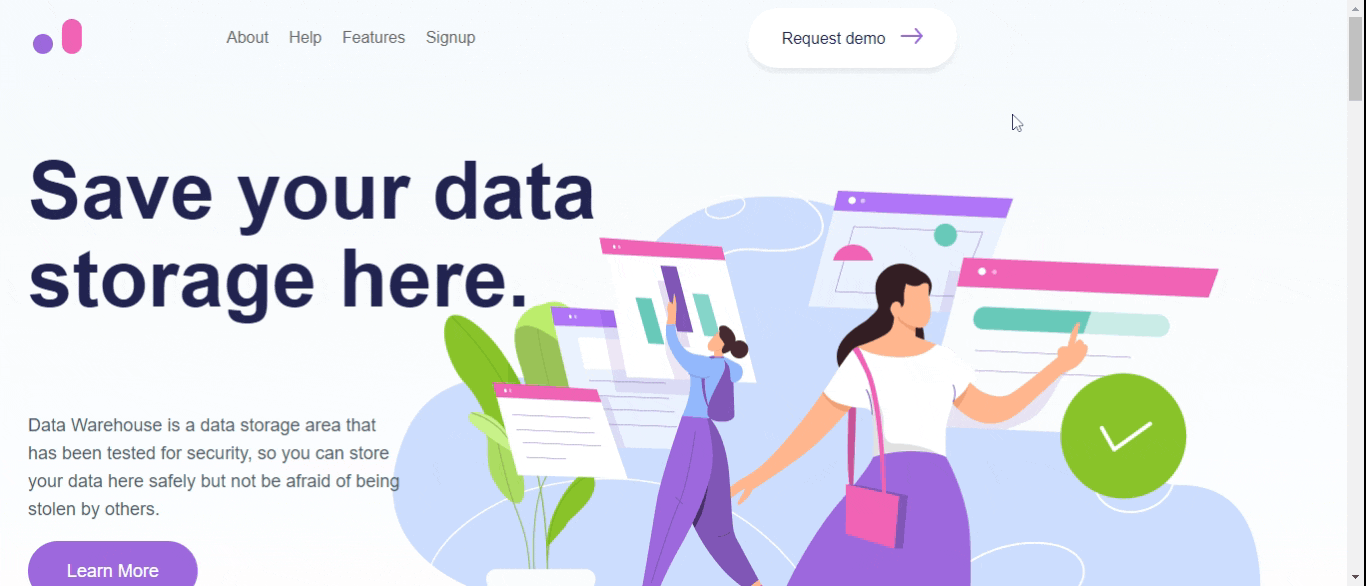 About Help Features Signup
Request demo
Save your data
storage here.
Data Warehouse is a data storage area that
has been tested for security, so you can store
your data here safely but not be afraid of being
stolen by others.
Learn More